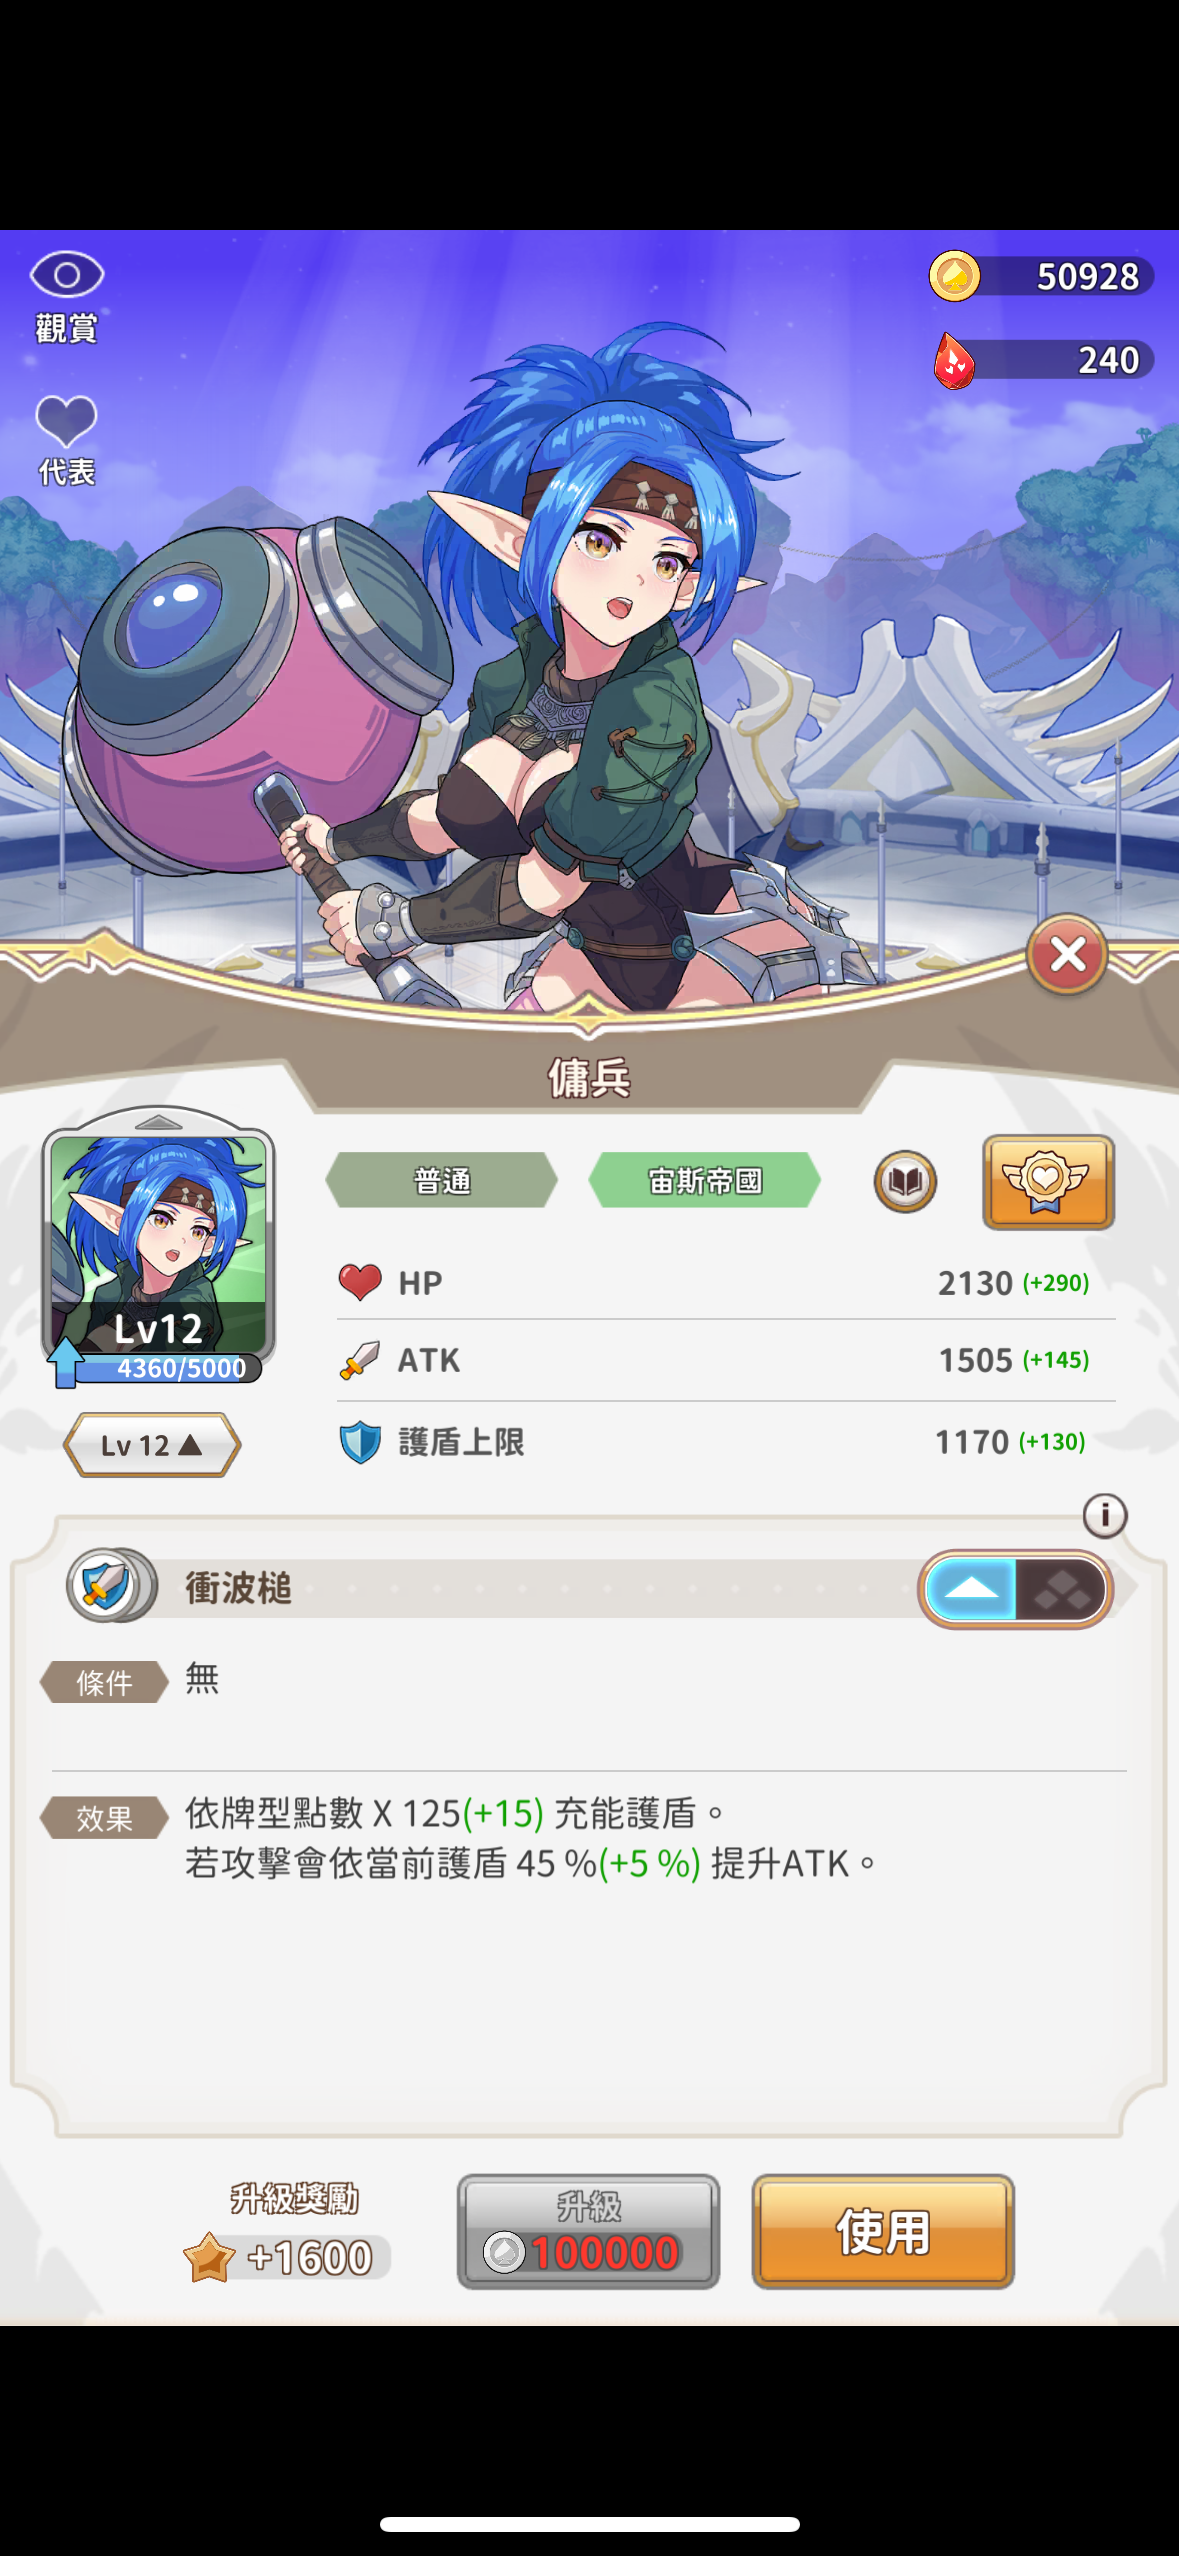 觀賞
50928
240
代表
傭兵
普通
宙斯帝國
HP
2130 (+290)
Lv12
4360/5000
ATK
1505 (+145)
Lv 12 ▲
護盾上限
1170 (+130)
i
衝波槌
條件
無
效果
依牌型點數 X 125(+15) 充能護盾。
若攻擊會依當前護盾 45 %(+5 %) 提升ATK。
升級獎勵
+1600
升級
100000
使用